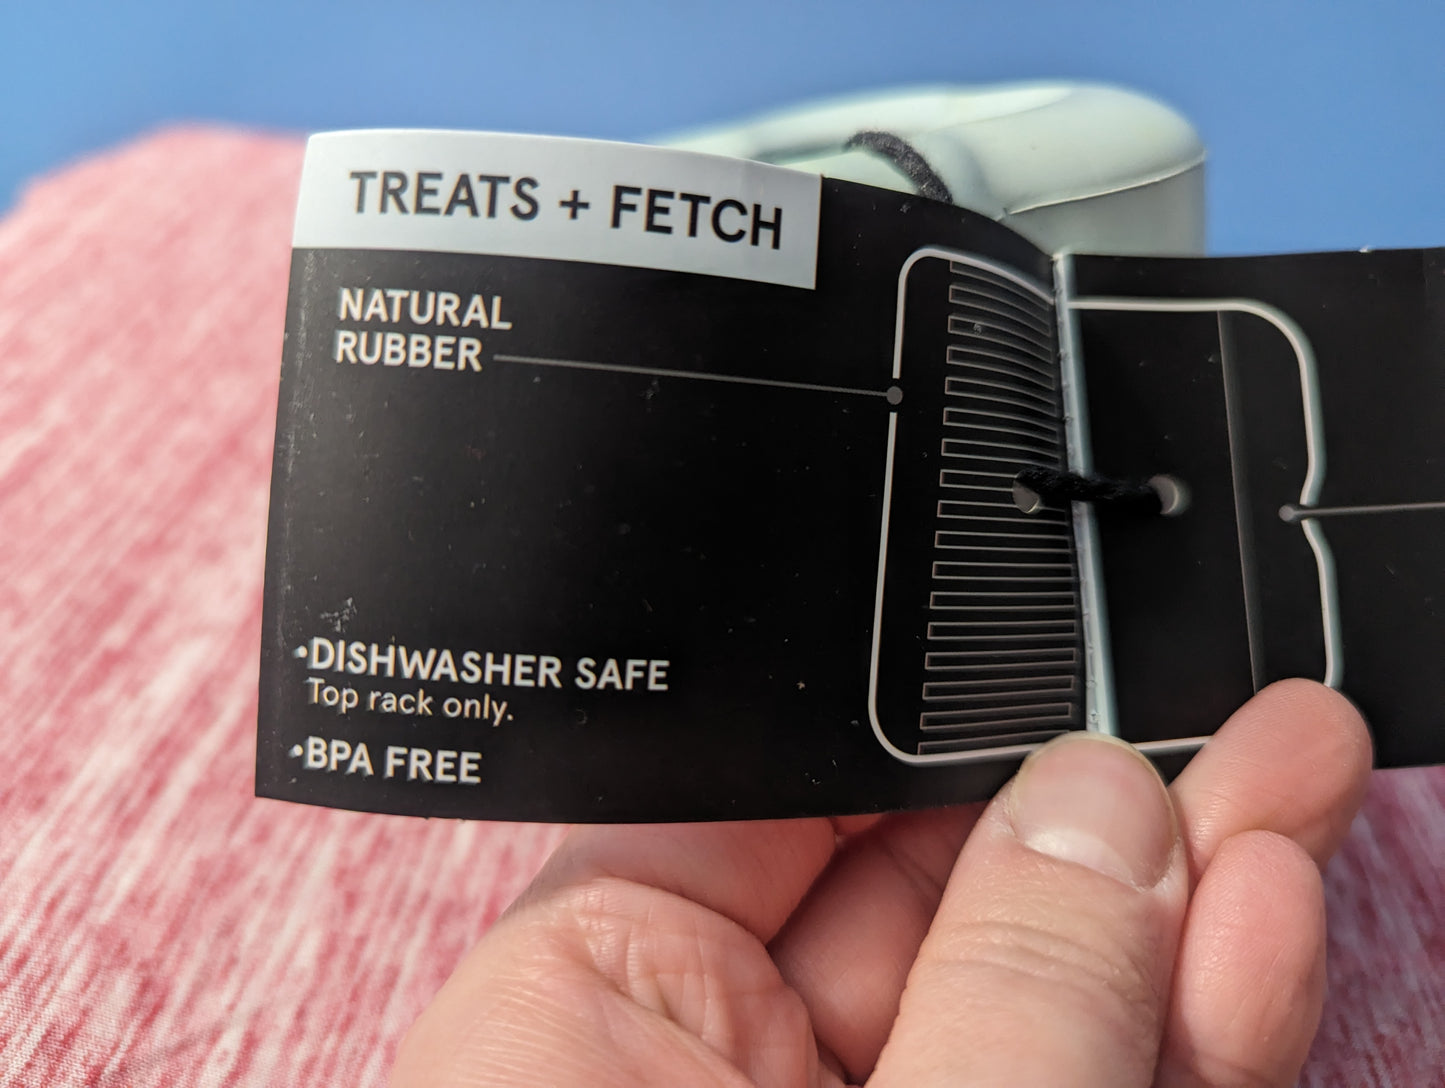 TREATS + FETCH
NATURAL
RUBBER
•DISHWASHER SAFE
Top rack only.
•BPA FREE